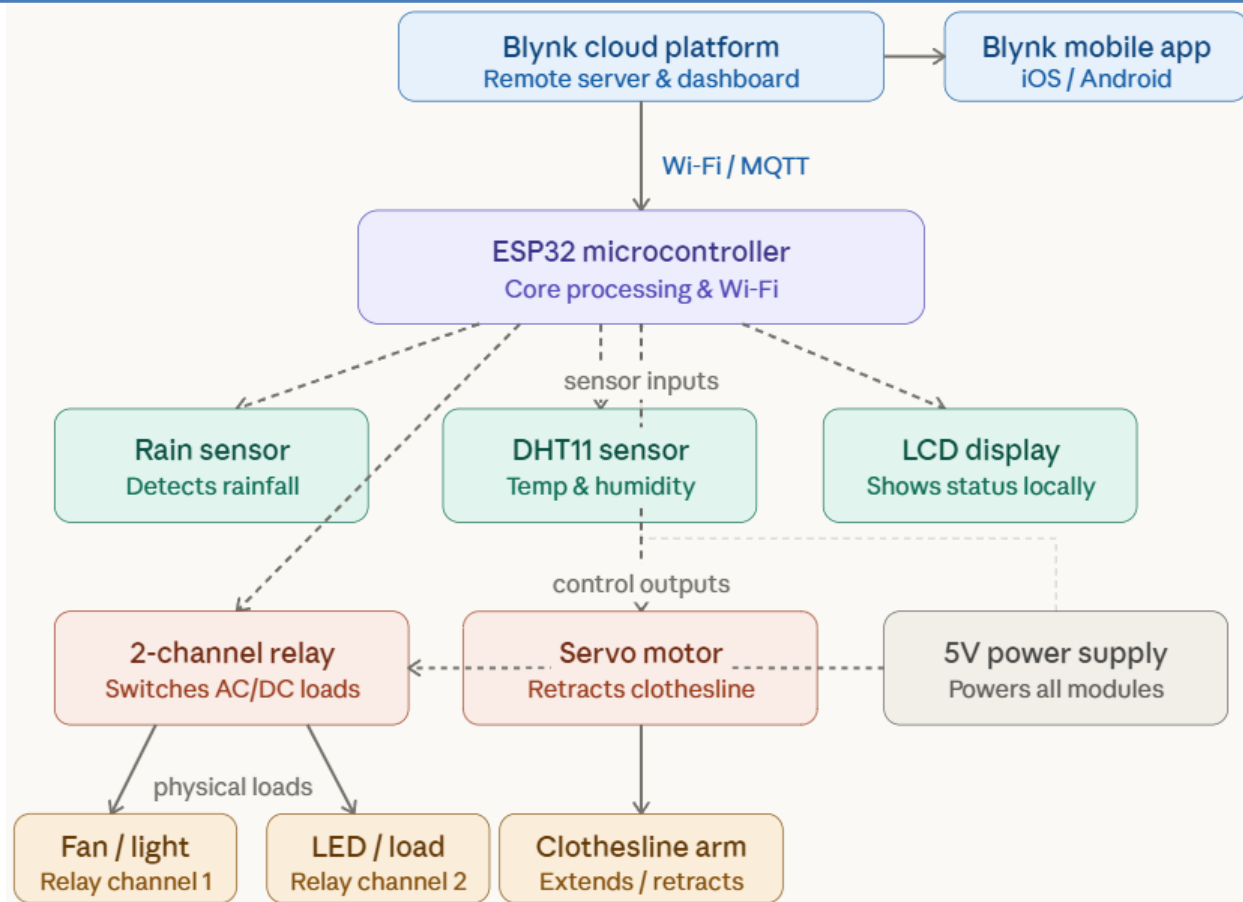 Blynk cloud platform
Remote server & dashboard
Blynk mobile app
iOS / Android
Wi-Fi / MQTT
ESP32 microcontroller
Core processing & Wi-Fi
sensor inputs
Rain sensor
Detects rainfall
DHT11 sensor
Temp & humidity
LCD display
Shows status locally
control outputs
2-channel relay
Switches AC/DC loads
Servo motor
Retracts clothesline
5V power supply
Powers all modules
physical loads
Fan / light
Relay channel 1
LED / load
Relay channel 2
Clothesline arm
Extends / retracts